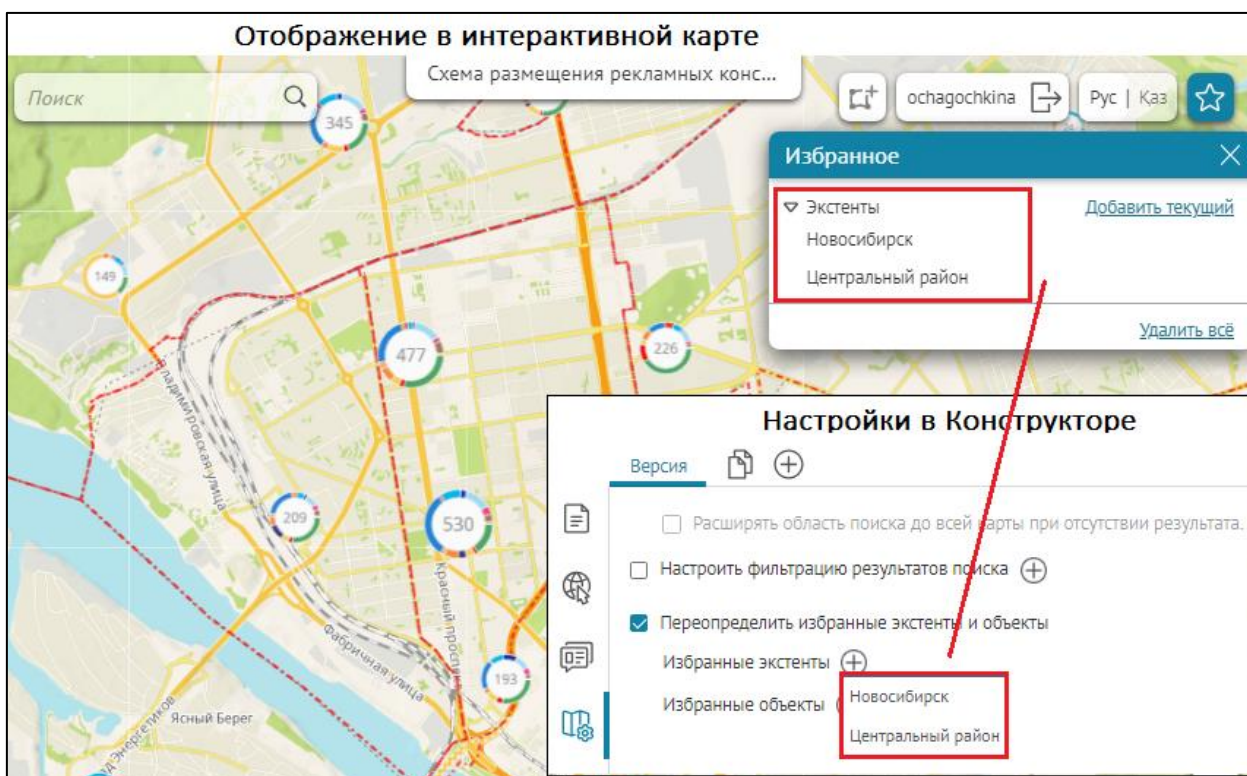 Отображение в интерактивной карте
Схема размещения рекламных конс...
Поиск
ochagochkina
Рус | Қаз
345
Избранное
Экстенты
Добавить текущий
Новосибирск
149
Центральный район
Удалить всё
477
226
Владимировская улица
Настройки в Конструкторе
Версия
209
530
Расширять область поиска до всей карты при отсутствии результата.
Настроить фильтрацию результатов поиска
Красный проспект
Переопределить избранные экстенты и объекты
Фабричная улица
Избранные экстенты
193
Избранные объекты
Новосибирск
Ясный Берег
Центральный район
Энергетиков